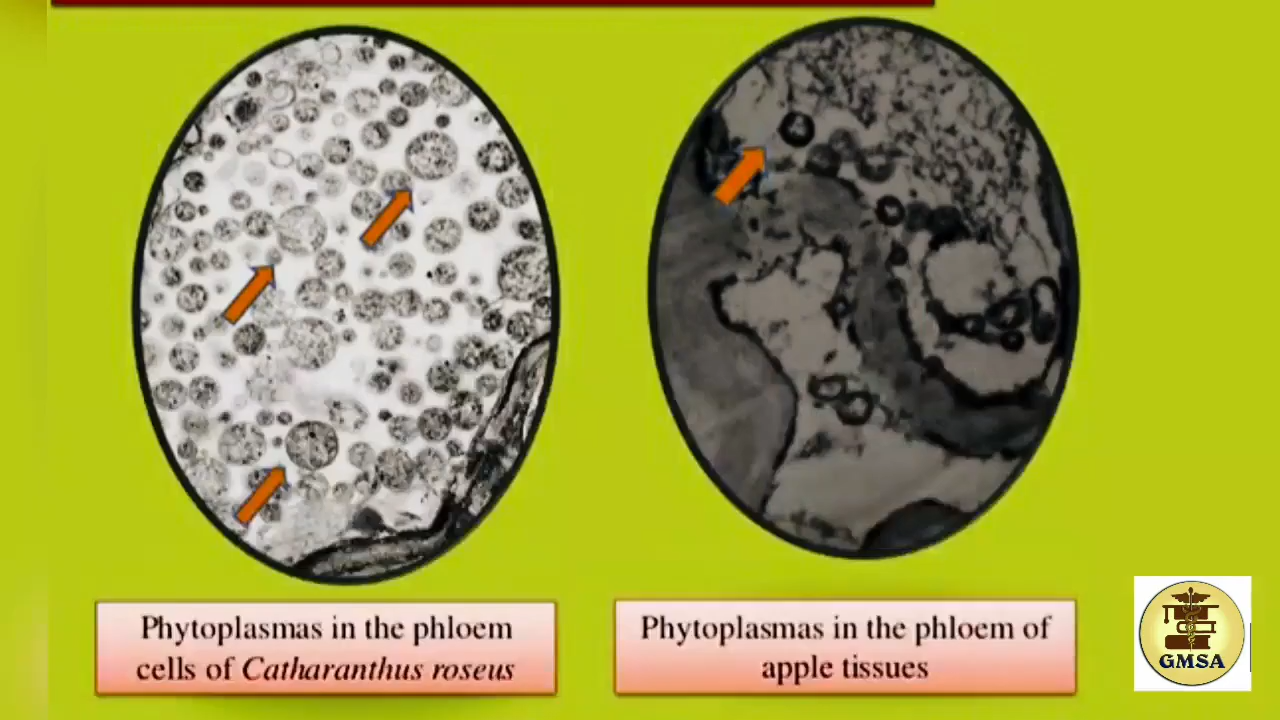 Phytoplasmas in the phloem
cells of Catharanthus roseus
Phytoplasmas in the phloem of
apple tissues
GMSA